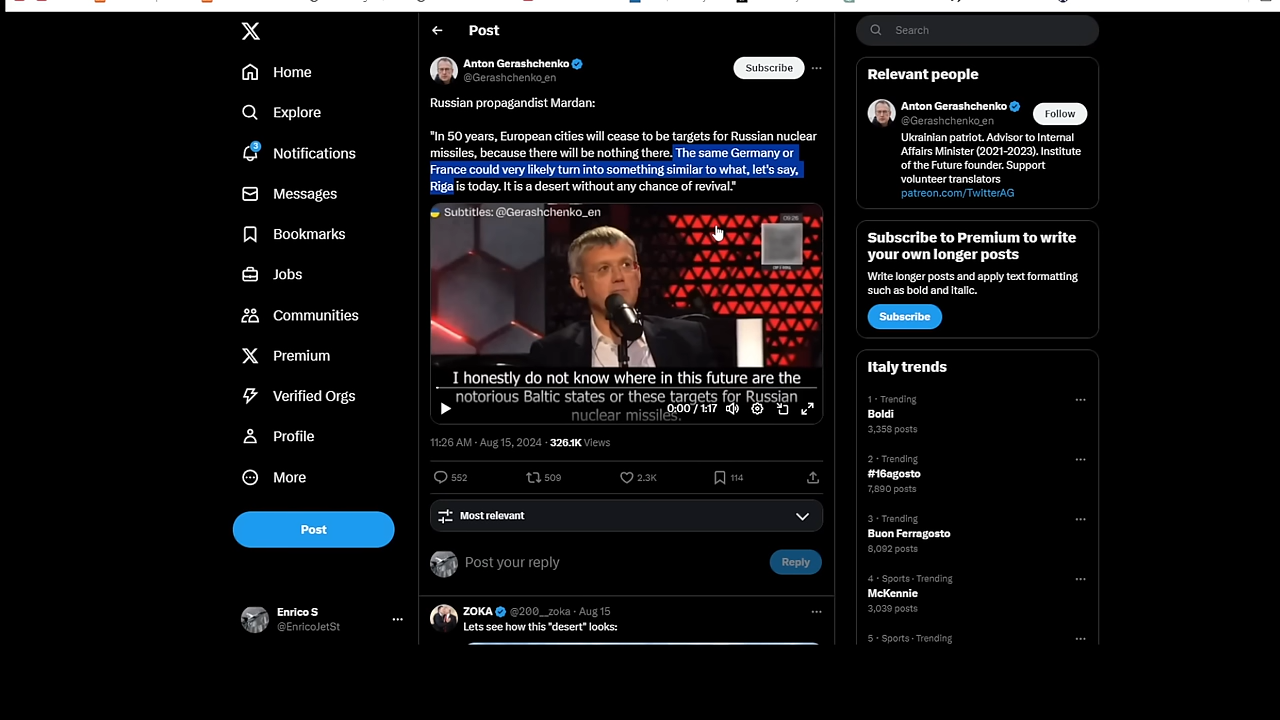 Post
Home
Explore
3
Notifications
Messages
Bookmarks
Jobs
Communities
Premium
Verified Orgs
Profile
More
Post
Enrico S
@EnricoJetSt
Anton Gerashchenko
@Gerashchenko_en
Subscribe
Russian propagandist Mardan:
"In 50 years, European cities will cease to be targets for Russian nuclear
missiles, because there will be nothing there. The same Germany or
France could very likely turn into something similar to what, let's say,
Riga is today. It is a desert without any chance of revival."
Subtitles: @Gerashchenko_en
I honestly do not know where in this future are the
notorious Baltic states or these targets for Russian
nuclear missiles.
0:00 / 1:17
11:26 AM · Aug 15, 2024 · 326.1K Views
552
509
2.3K
114
Most relevant
Post your reply
Reply
ZOKA @200__zoka · Aug 15
Lets see how this "desert" looks:
Search
Relevant people
Anton Gerashchenko
@Gerashchenko_en
Follow
Ukrainian patriot. Advisor to Internal
Affairs Minister (2021-2023). Institute
of the Future founder. Support
volunteer translators
patreon.com/TwitterAG
Subscribe to Premium to write
your own longer posts
Write longer posts and apply text formatting
such as bold and italic.
Subscribe
Italy trends
1 · Trending
Boldi
3,358 posts
2 · Trending
#16agosto
7,890 posts
3 · Trending
Buon Ferragosto
8,092 posts
4 · Sports · Trending
McKennie
3,039 posts
5 · Sports · Trending